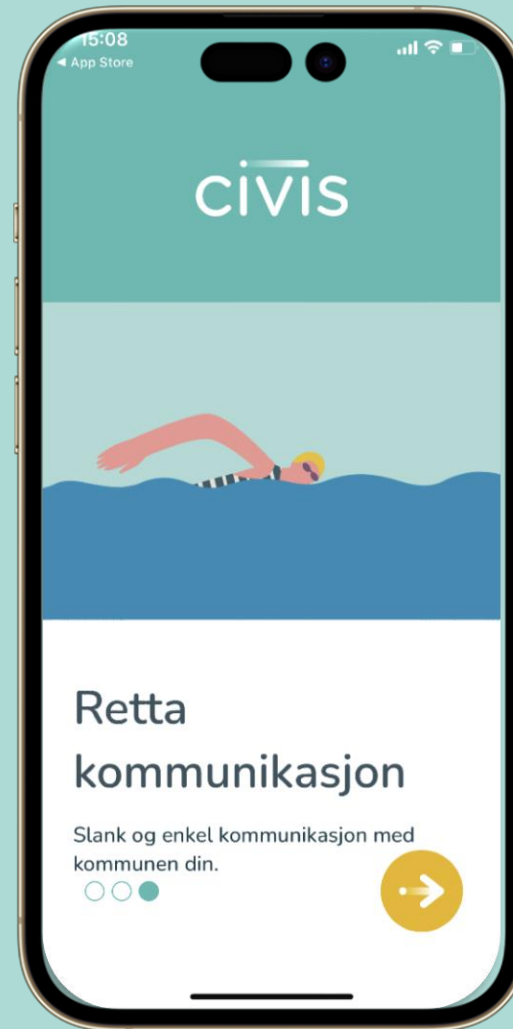 15:08
◀ App Store
civis
Retta
kommunikasjon
Slank og enkel kommunikasjon med
kommunen din.